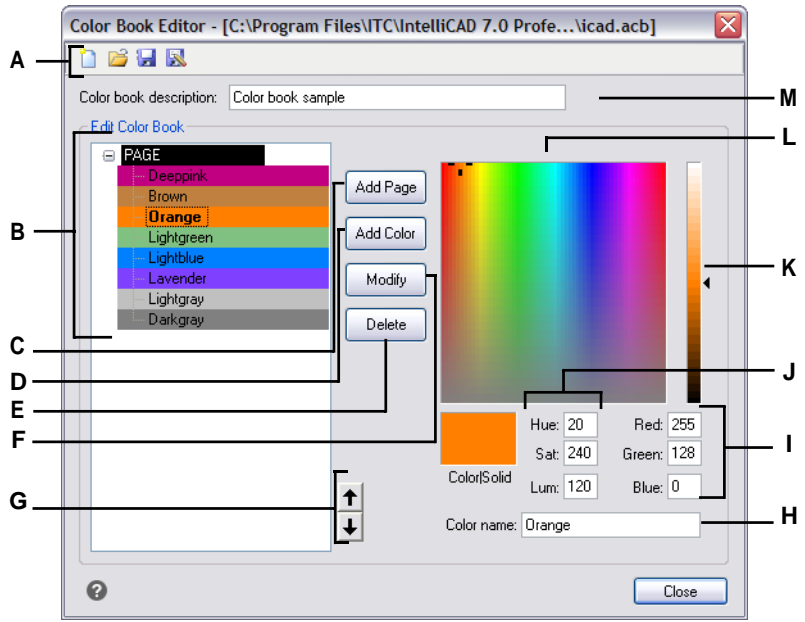 Color Book Editor - [C:\Program Files\ITC\IntelliCAD 7.0 Profe...\icad.acb]
A
Color book description: Color book sample
M
Edit Color Book
L
PAGE
Deeppink
Brown
Orange
Lightgreen
Lightblue
Lavender
Lightgray
Darkgray
Add Page
Add Color
Modify
Delete
B
K
C
D
E
F
J
Hue: 20 Red: 255
Sat: 240 Green: 128
Lum: 120 Blue: 0
I
Color|Solid
G
Color name: Orange
H
?
Close